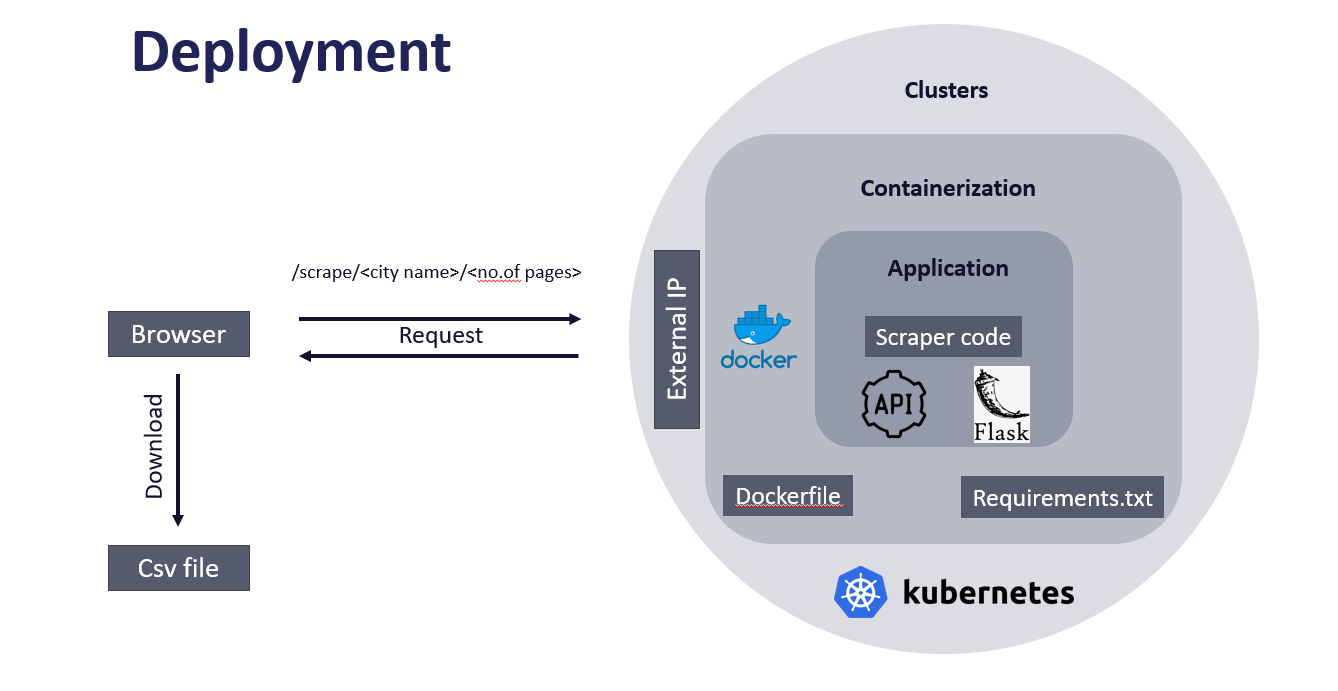 Deployment
Clusters
Containerization
Application
/scrape/<city name>/<no.of pages>
Browser
Request
External IP
docker
Scraper code
API
Flask
Download
Dockerfile
Requirements.txt
Csv file
kubernetes